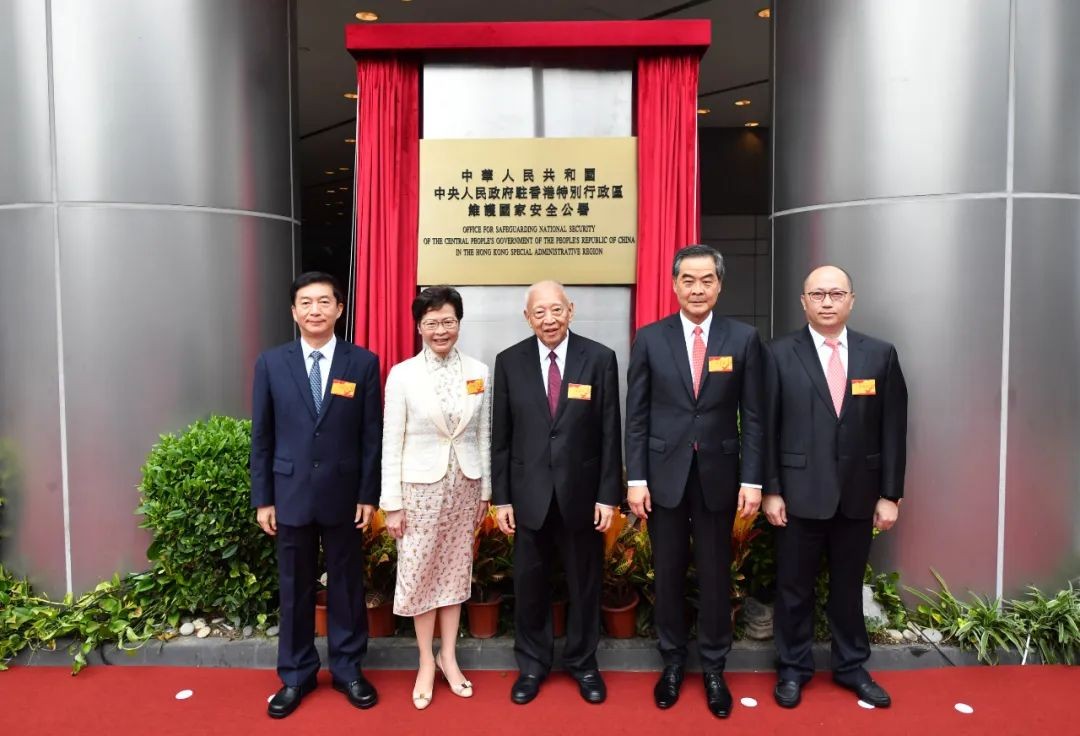 中華人民共和國
中央人民政府駐香港特別行政區
維護國家安全公署
OFFICE FOR SAFEGUARDING NATIONAL SECURITY
OF THE CENTRAL PEOPLE'S GOVERNMENT OF THE PEOPLE'S REPUBLIC OF CHINA
IN THE HONG KONG SPECIAL ADMINISTRATIVE REGION